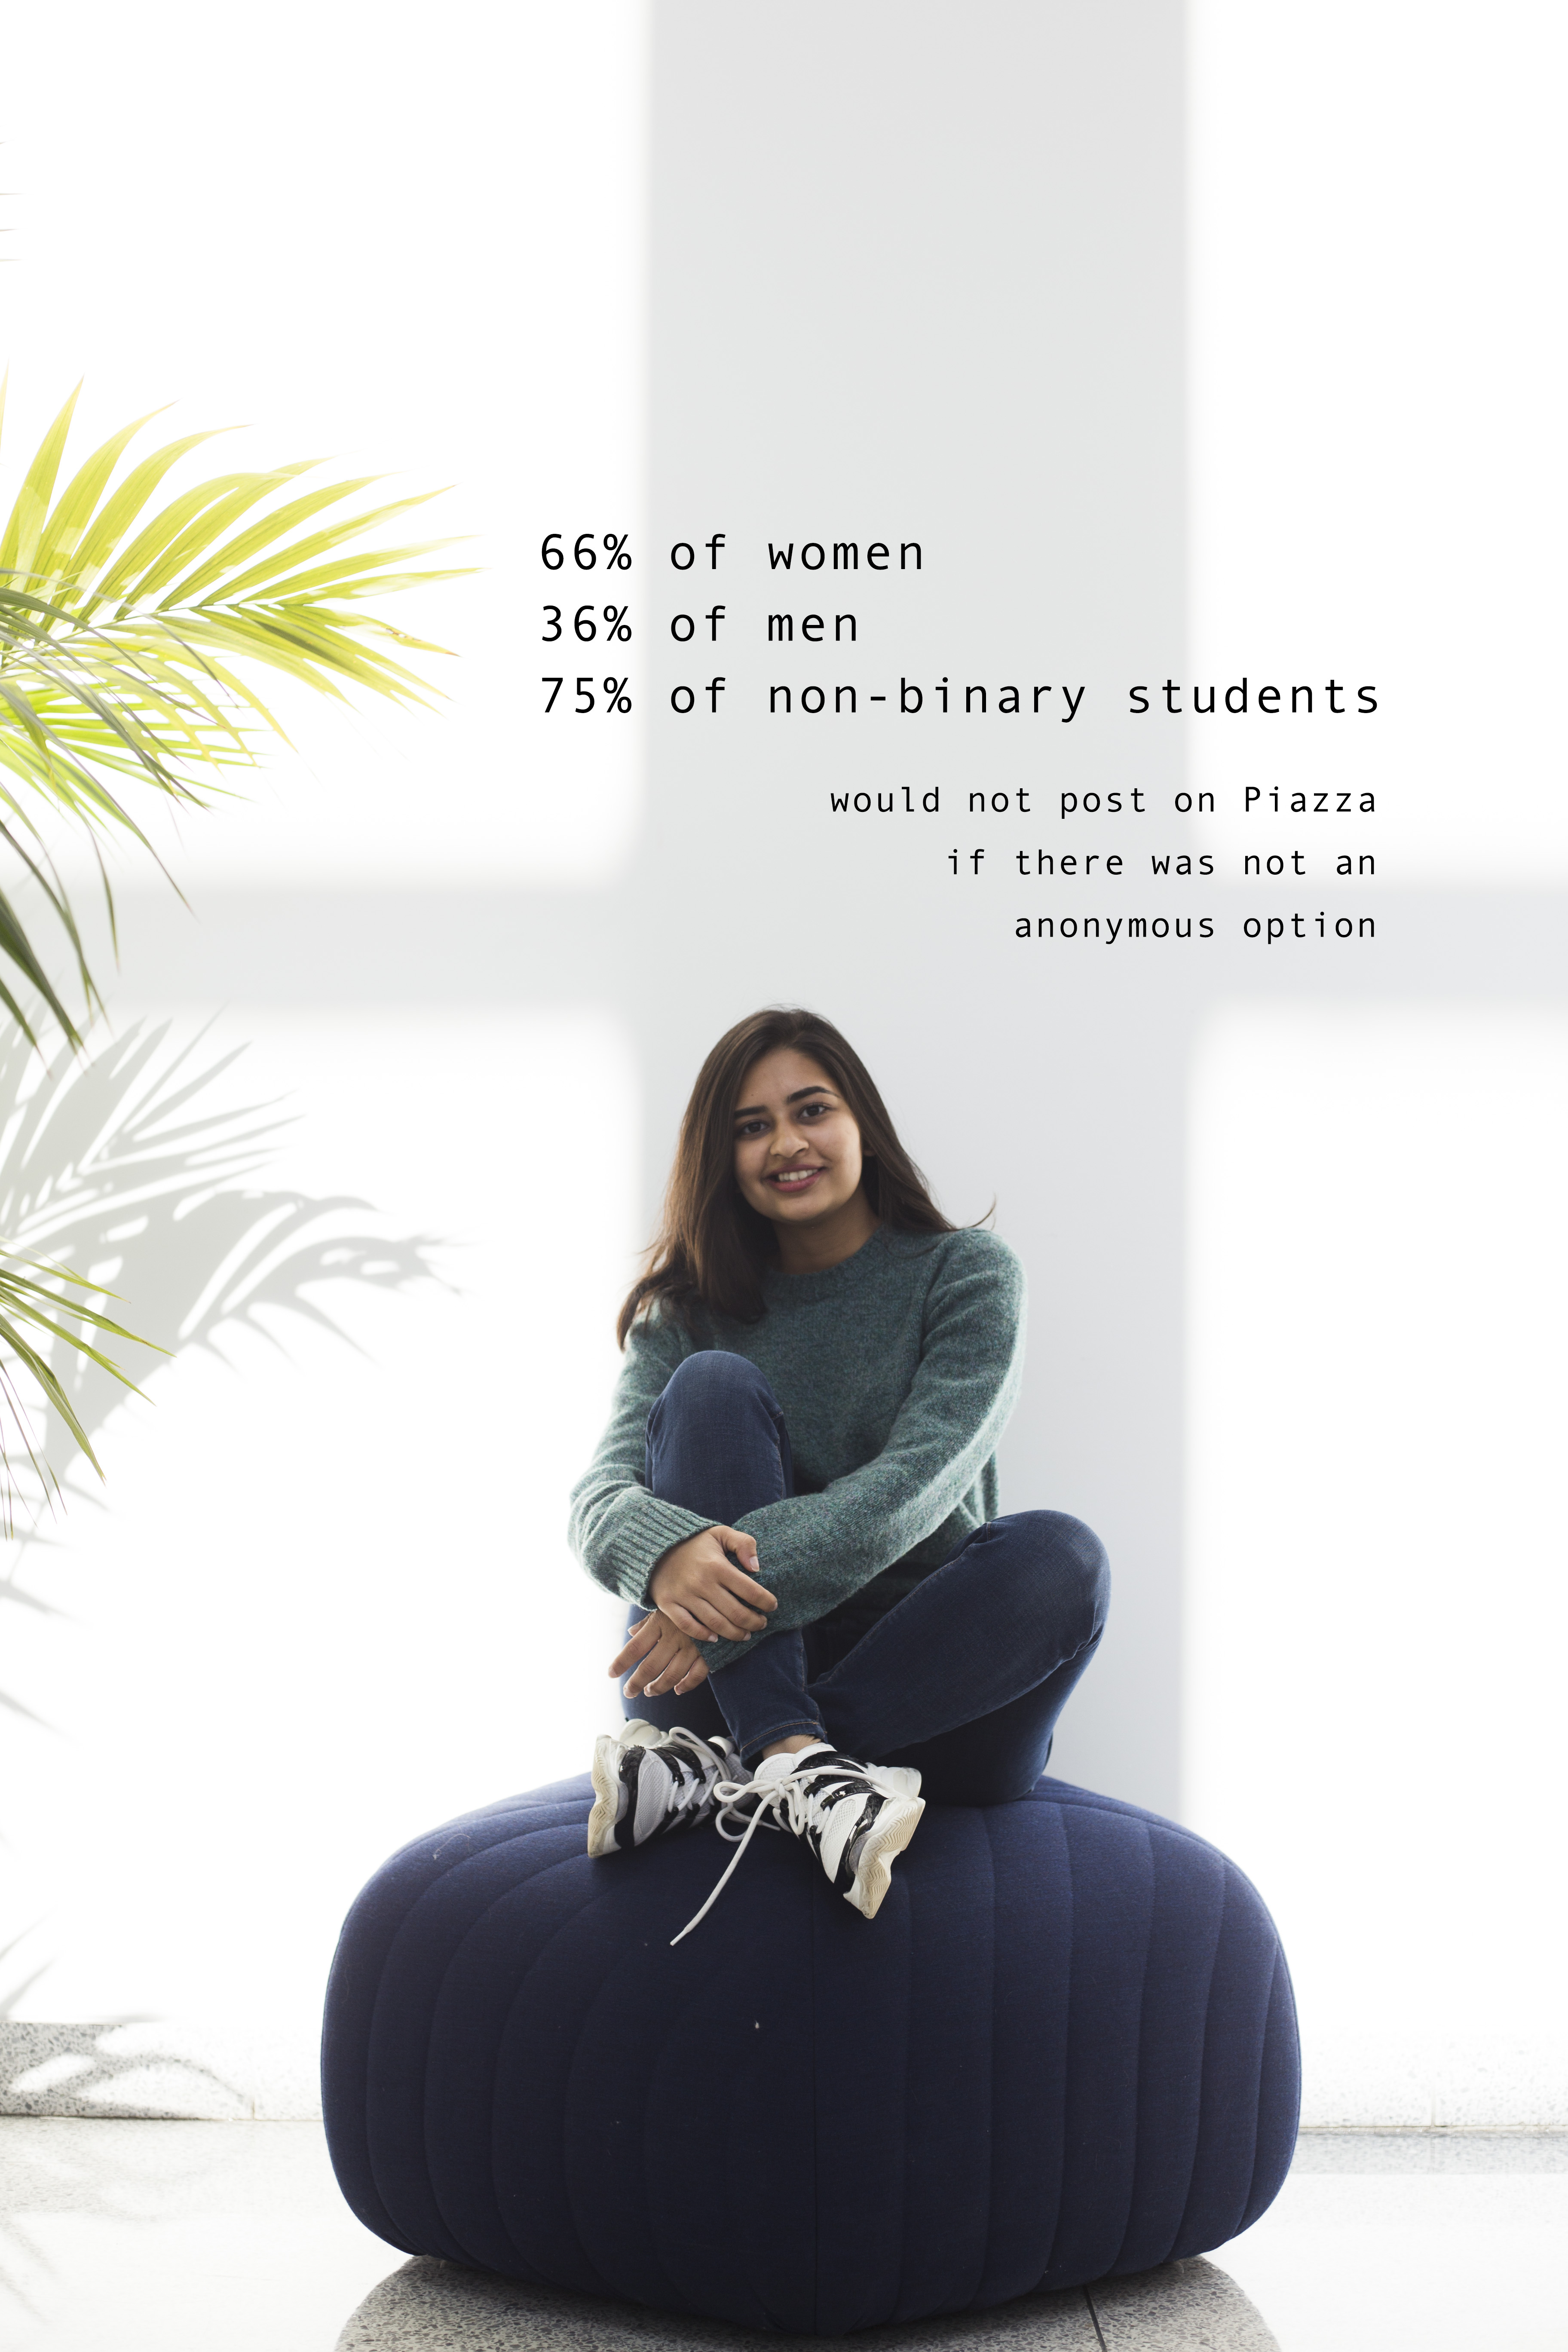 66% of women
36% of men
75% of non-binary students
would not post on Piazza
if there was not an
anonymous option